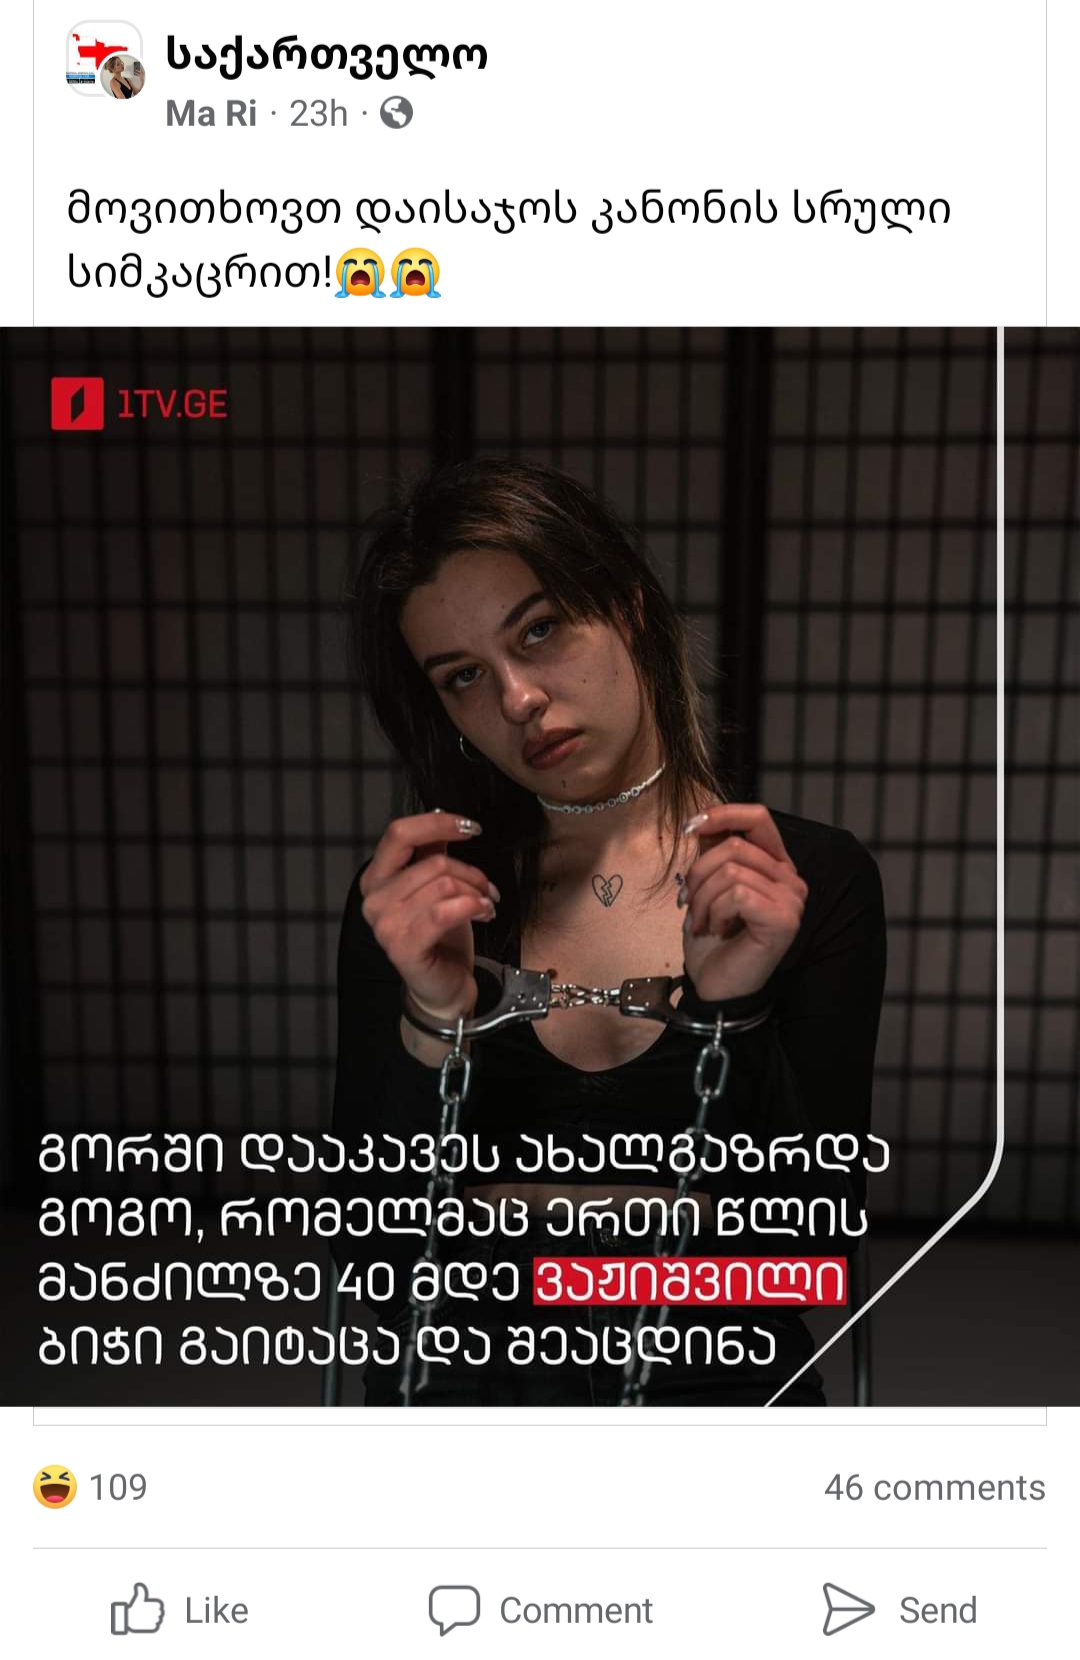 საქართველო
Ma Ri · 23h ·
მოვითხოვთ დაისაჯოს კანონის სრული
სიმკაცრით!😭😭
1TV.GE
გორში დააკავეს ახალგაზრდა
გოგო, რომელმაც ერთი წლის
მანძილზე 40 მდე ვაჟიშვილი
ბიჭი გაიტაცა და შეაცდინა
109
46 comments
Like
Comment
Send